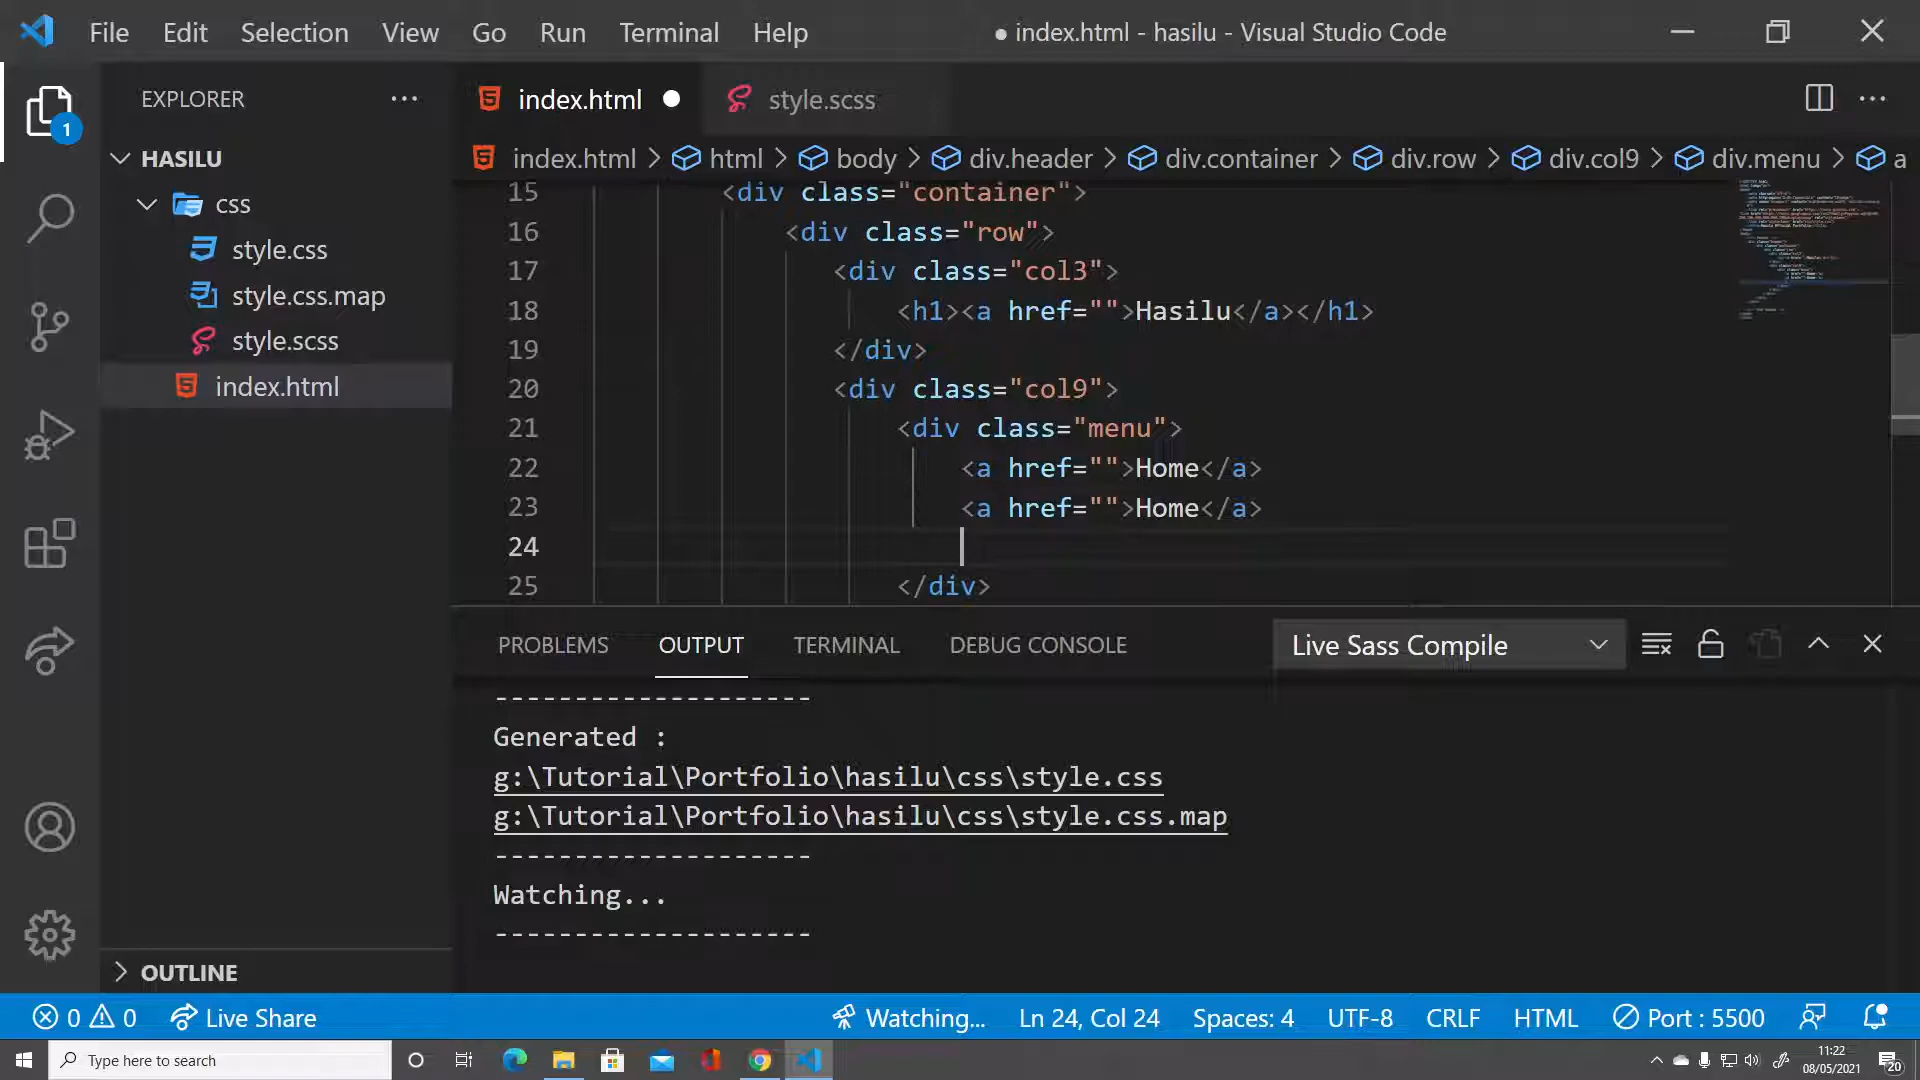 File Edit Selection View Go Run Terminal Help ● index.html - hasilu - Visual Studio Code
EXPLORER
index.html
style.scss
1
HASILU
index.html > html > body > div.header > div.container > div.row > div.col9 > div.menu > a
css
style.css
style.css.map
style.scss
index.html
15 <div class="container">
16 <div class="row">
17 <div class="col3">
18 <h1><a href="">Hasilu</a></h1>
19 </div>
20 <div class="col9">
21 <div class="menu">
22 <a href="">Home</a>
23 <a href="">Home</a>
24
25 </div>
PROBLEMS OUTPUT TERMINAL DEBUG CONSOLE Live Sass Compile
--------------------
Generated :
g:\Tutorial\Portfolio\hasilu\css\style.css
g:\Tutorial\Portfolio\hasilu\css\style.css.map
--------------------
Watching...
--------------------
OUTLINE
0 0 Live Share Watching... Ln 24, Col 24 Spaces: 4 UTF-8 CRLF HTML Port : 5500
Type here to search
11:22
08/05/2021
20